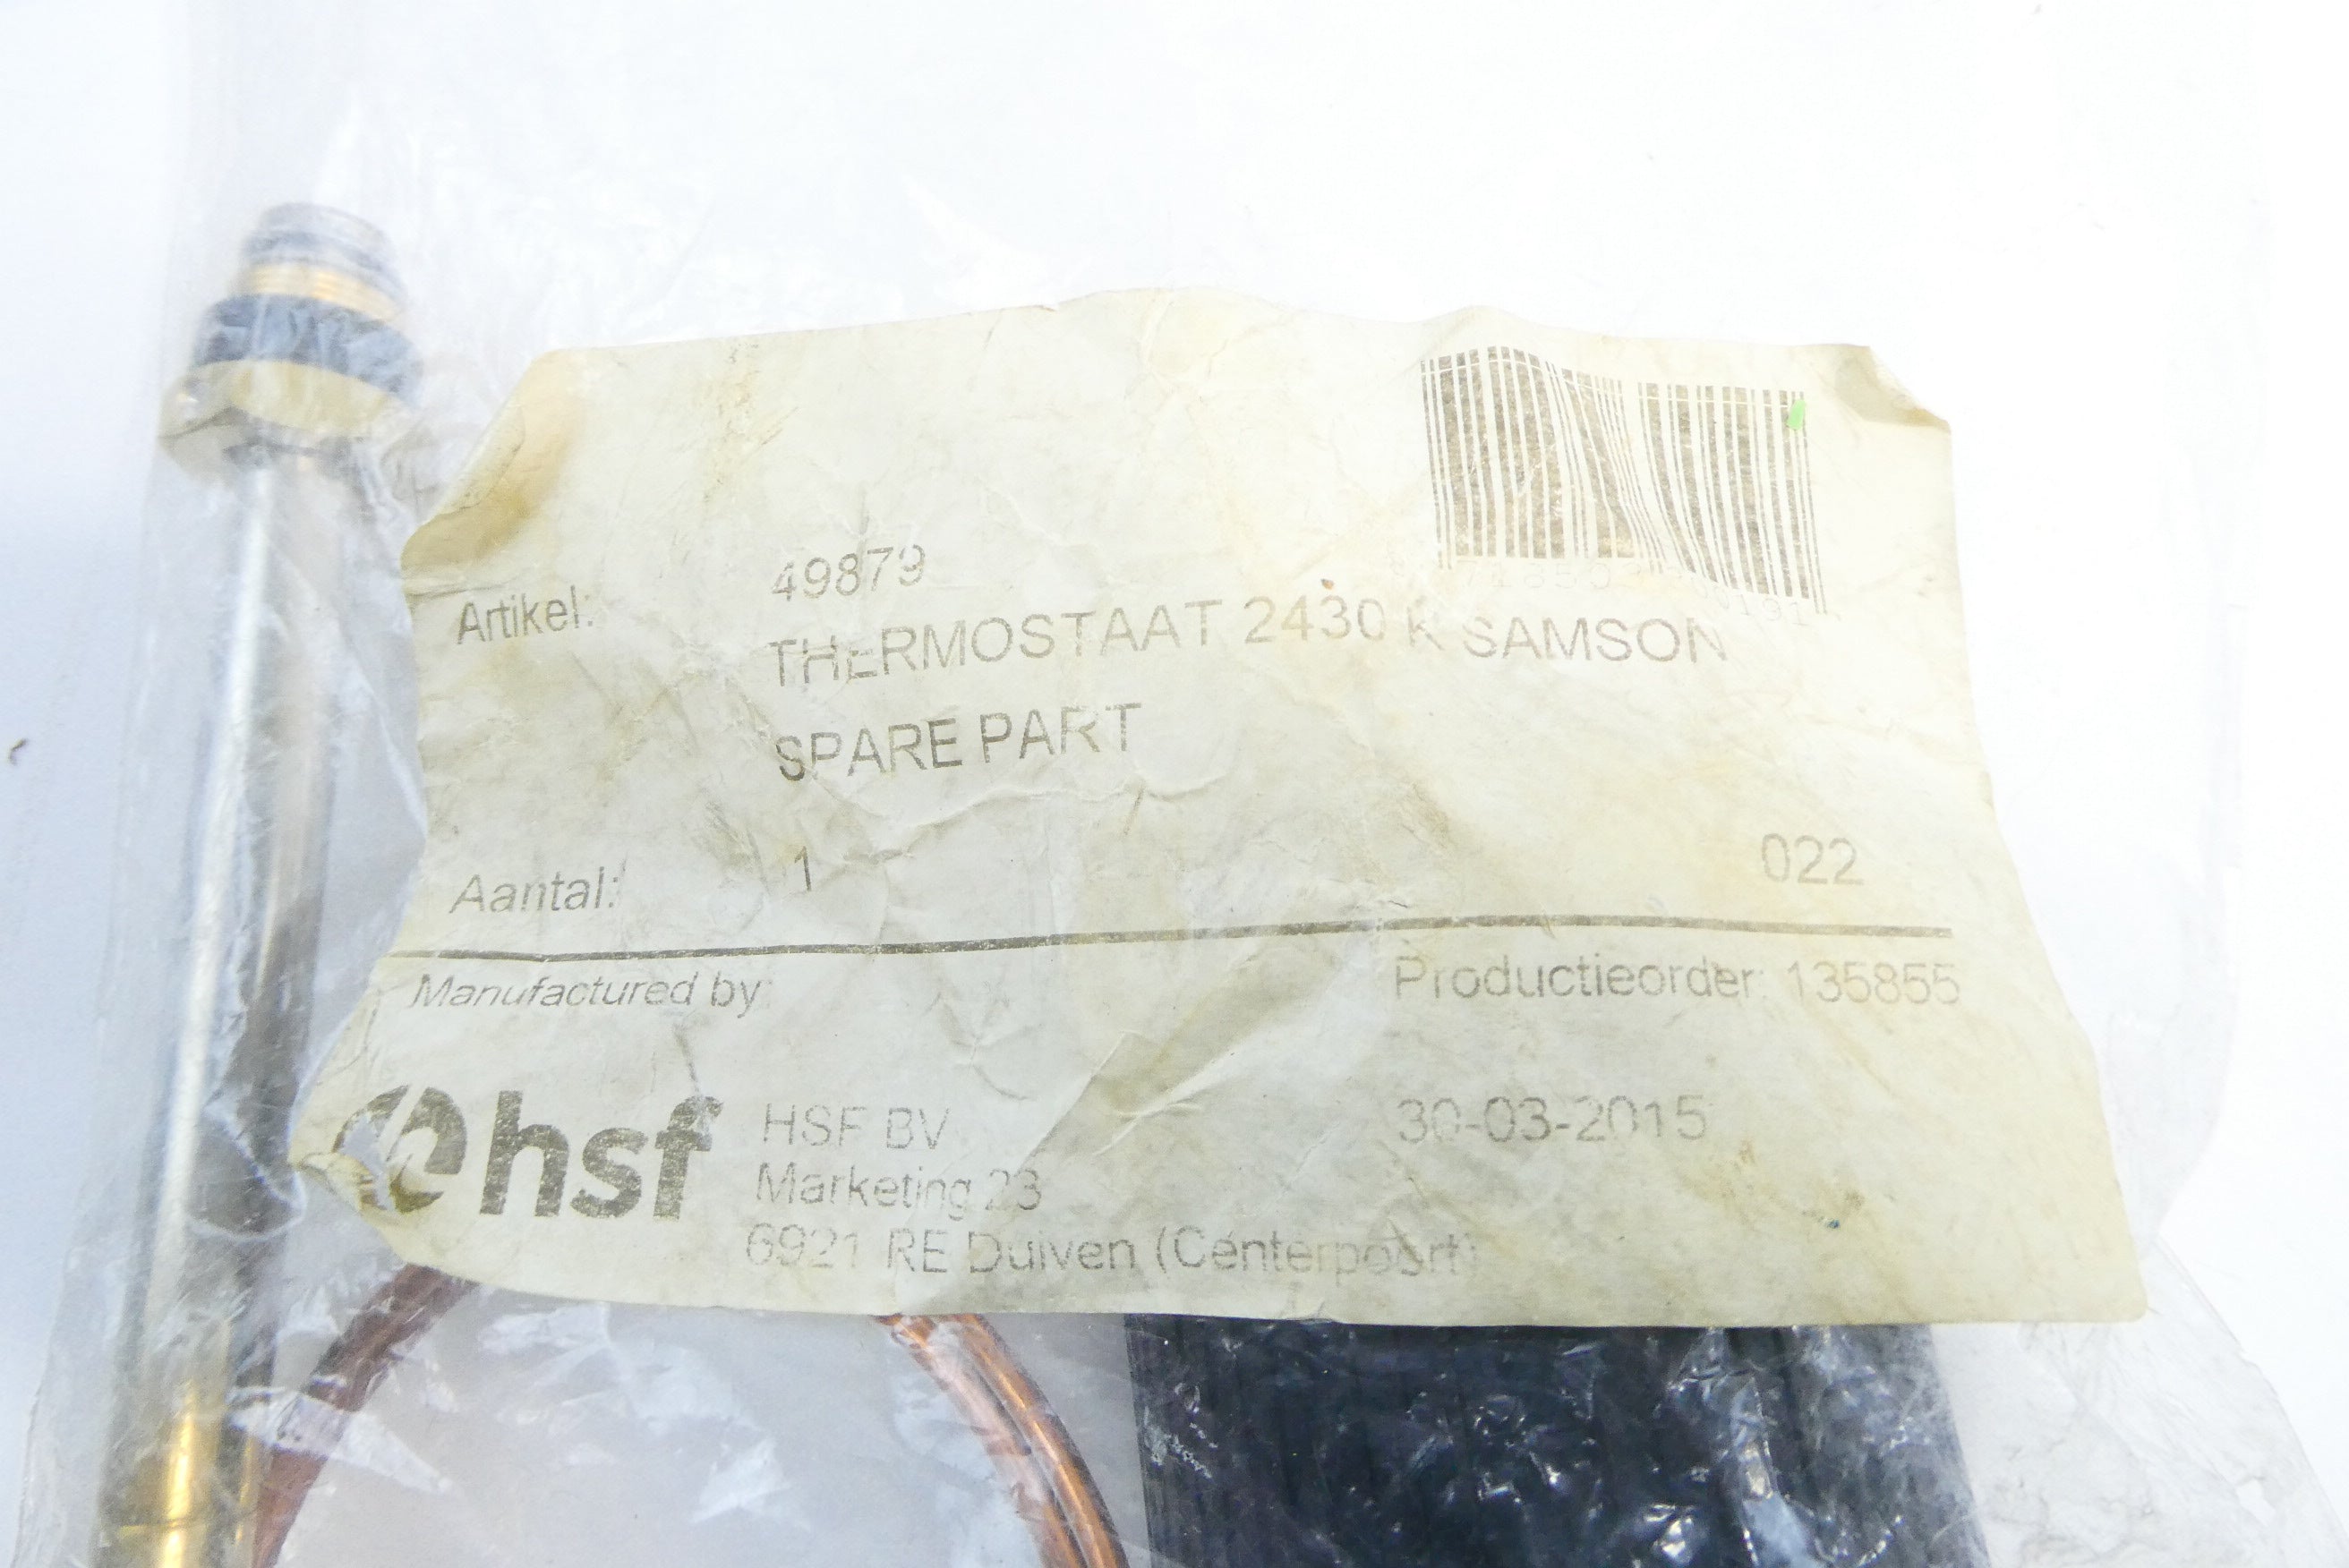 Artikel: 49879
THERMOSTAAT 2430 K SAMSON
SPARE PART
Aantal: 1 022
Manufactured by: Productieorder: 135855
hsf HSF BV 30-03-2015
Marketing 23
6921 RE Duiven (Centerpoort)